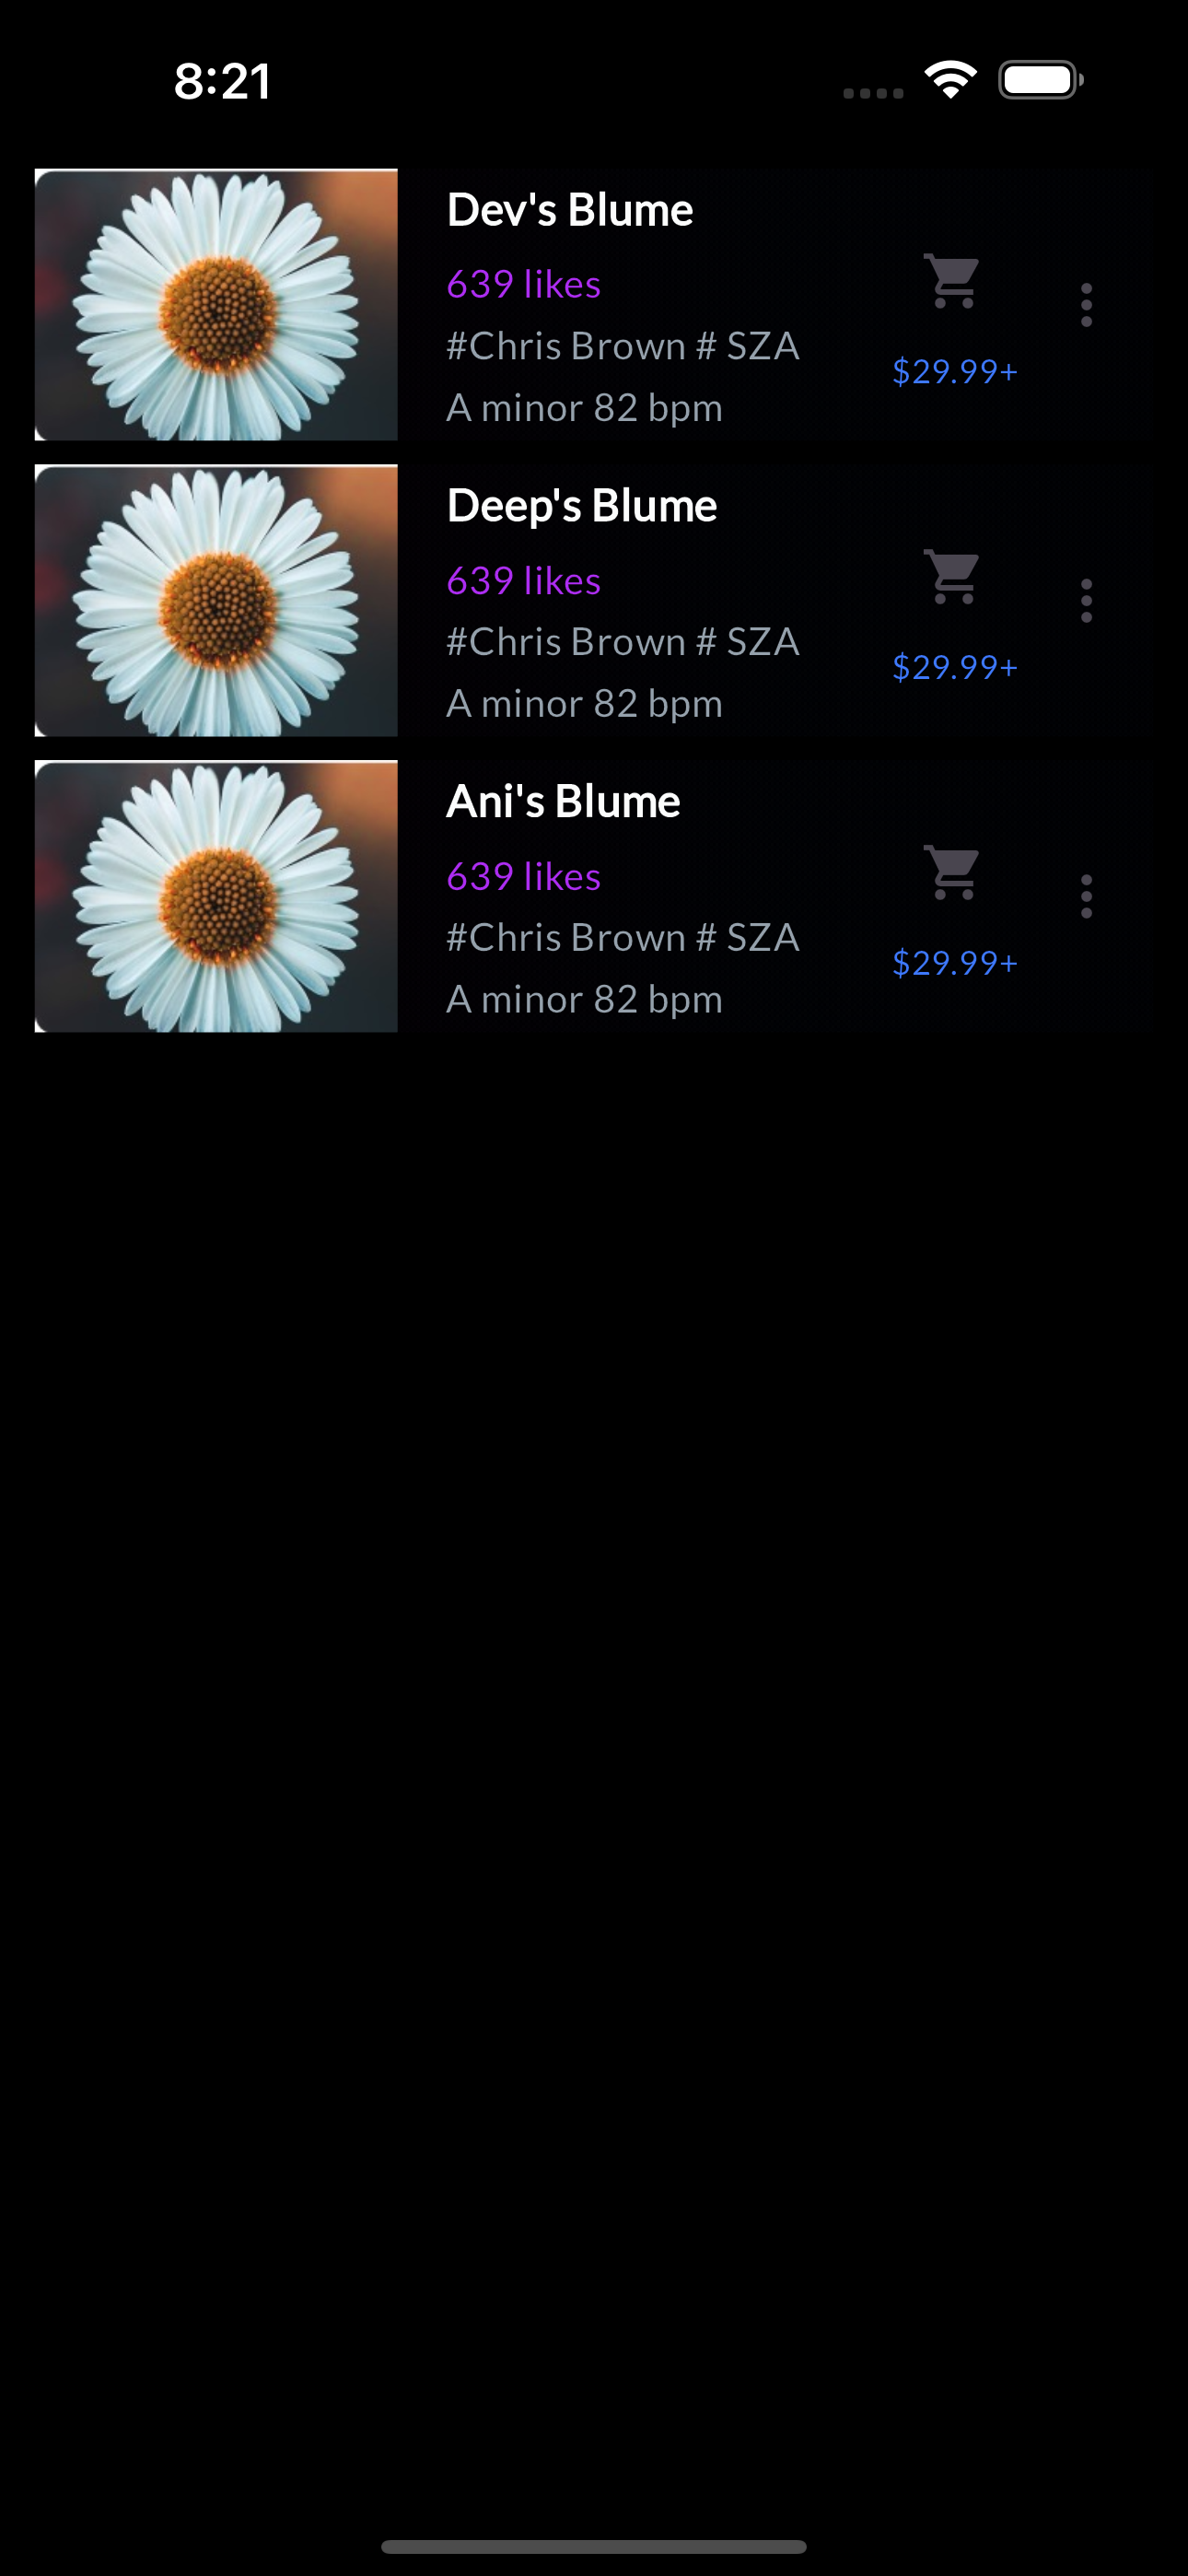 8:21
Dev's Blume
639 likes
#Chris Brown # SZA
A minor 82 bpm
$29.99+
Deep's Blume
639 likes
#Chris Brown # SZA
A minor 82 bpm
$29.99+
Ani's Blume
639 likes
#Chris Brown # SZA
A minor 82 bpm
$29.99+